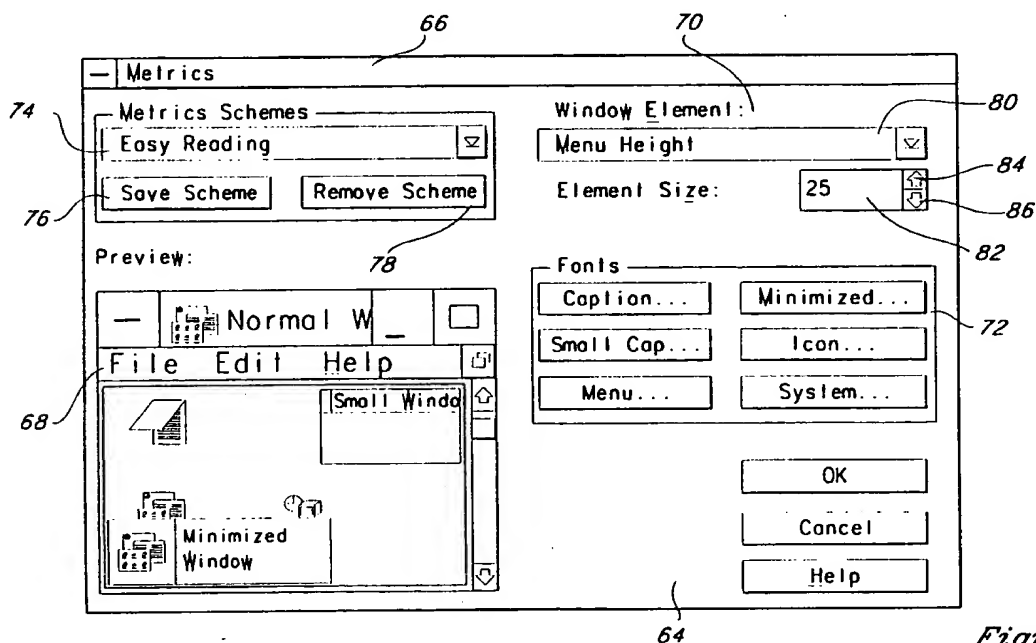 66
70
— Metrics
74
Metrics Schemes
Easy Reading
Save Scheme
Remove Scheme
76
78
Window Element:
80
Menu Height
Element Size:
25
84
86
82
Preview:
Normal W
File Edit Help
68
Small Windo
Minimized
Window
Fonts
Caption...
Minimized...
72
Small Cap...
Icon...
Menu...
System...
OK
Cancel
Help
64